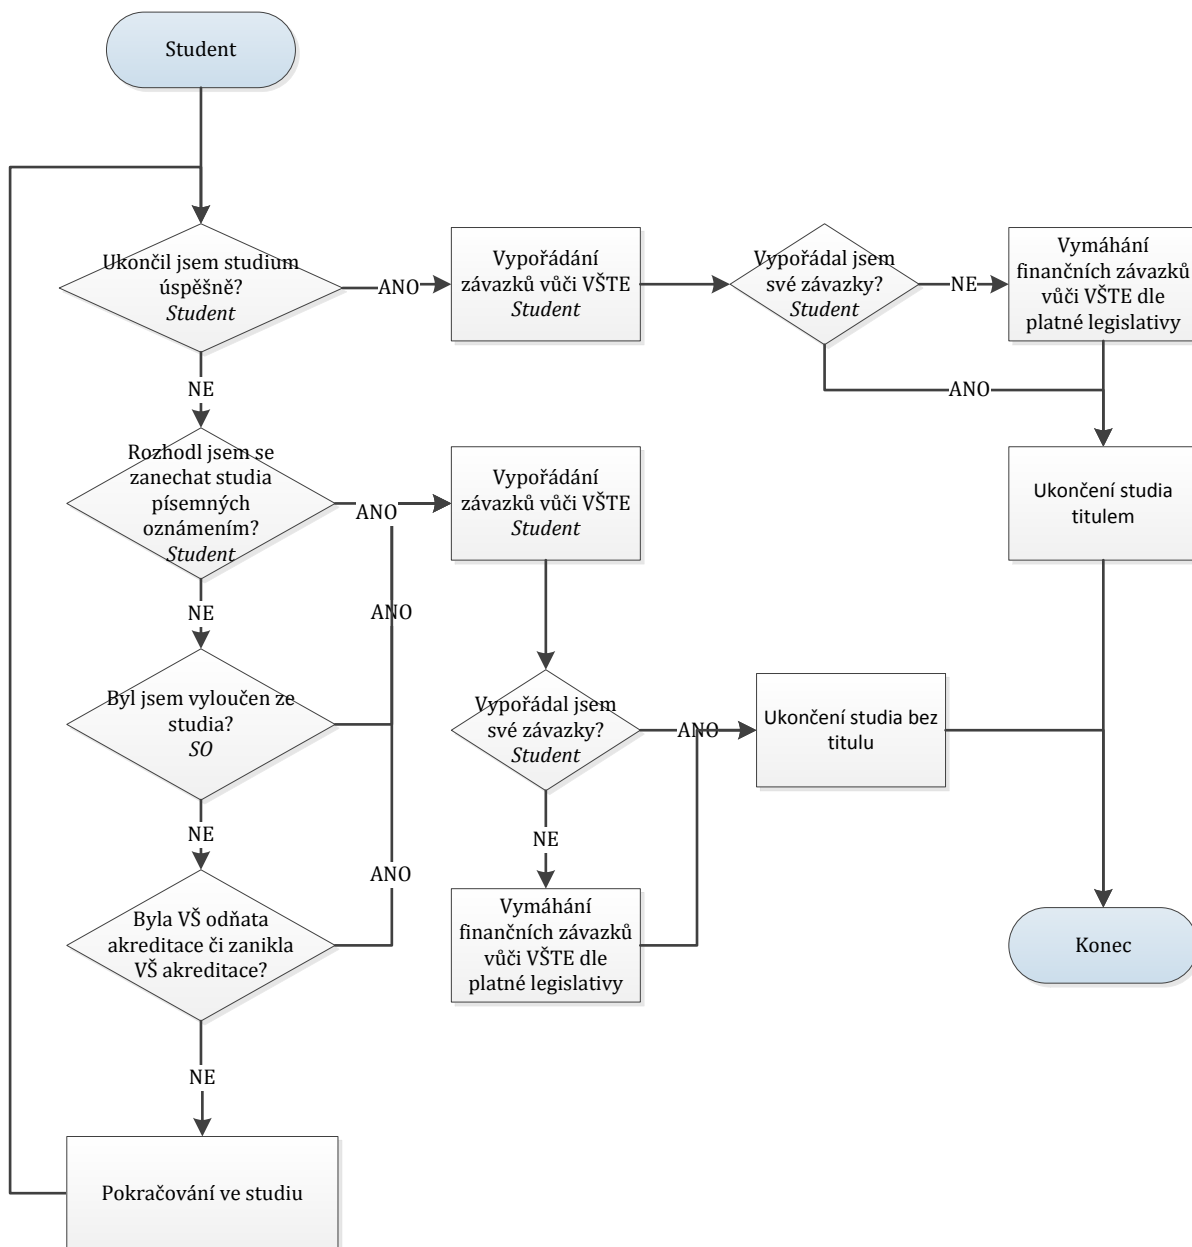 Student
Ukončil jsem studium
úspěšně?
Student
ANO
Vypořádání
závazků vůči VŠTE
Student
Vypořádal jsem
své závazky?
Student
NE
Vymáhání
finančních závazků
vůči VŠTE dle
platné legislativy
ANO
NE
Rozhodl jsem se
zanechat studia
písemných
oznámením?
Student
ANO
Vypořádání
závazků vůči VŠTE
Student
Ukončení studia
titulem
NE
ANO
Byl jsem vyloučen ze
studia?
SO
Vypořádal jsem
své závazky?
Student
ANO
Ukončení studia bez
titulu
NE
NE
ANO
Byla VŠ odňata
akreditace či zanikla
VŠ akreditace?
Vymáhání
finančních závazků
vůči VŠTE dle
platné legislativy
Konec
NE
Pokračování ve studiu